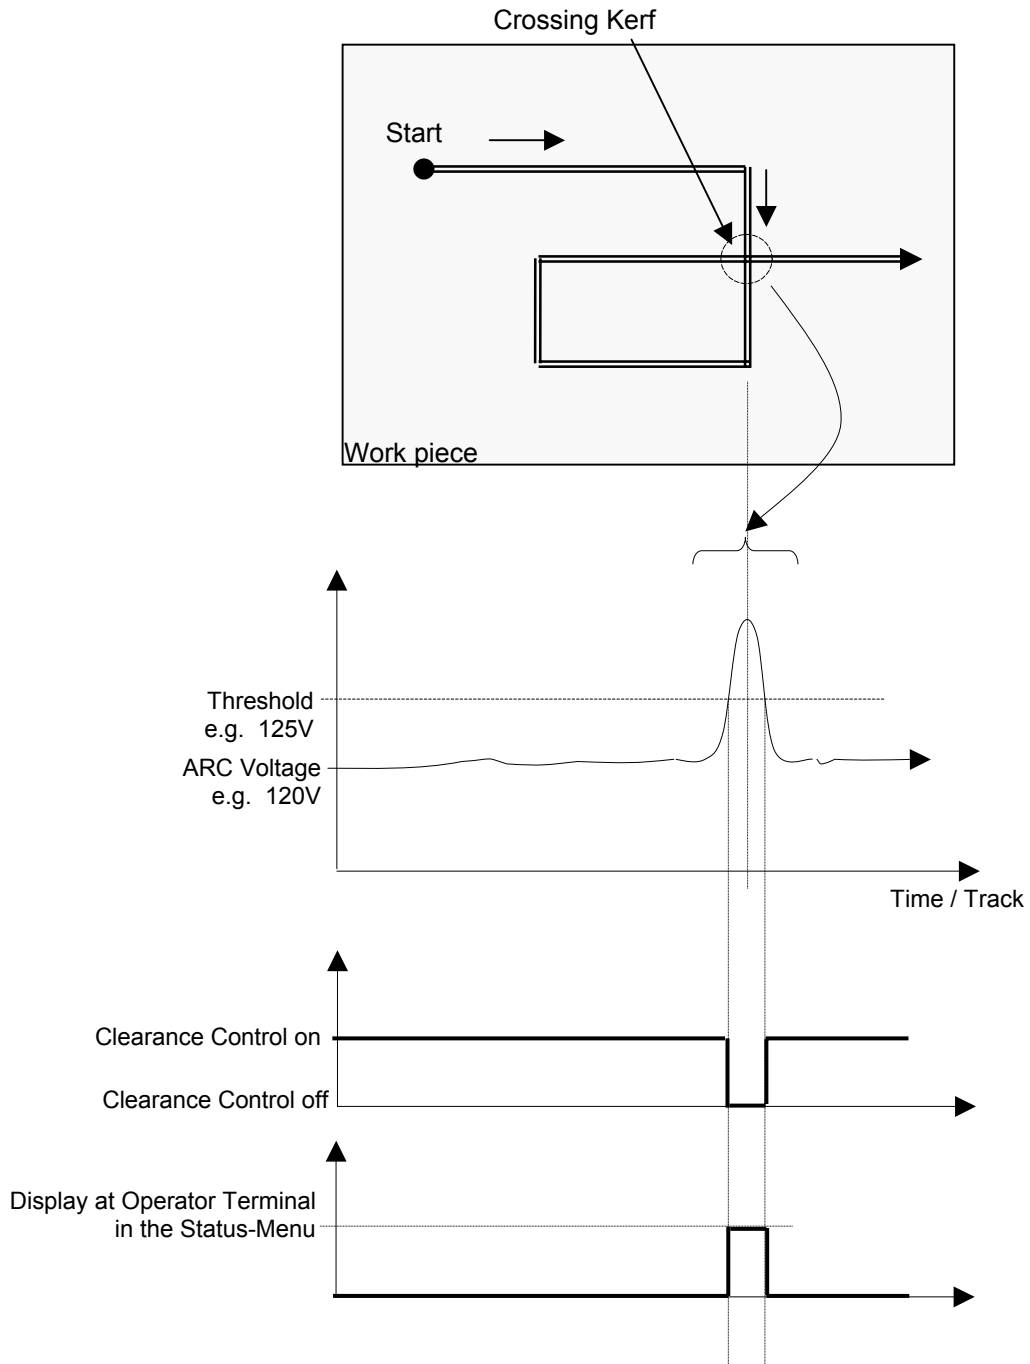 Crossing Kerf
Start
Work piece
Threshold
e.g. 125V
ARC Voltage
e.g. 120V
Time / Track
Clearance Control on
Clearance Control off
Display at Operator Terminal
in the Status-Menu